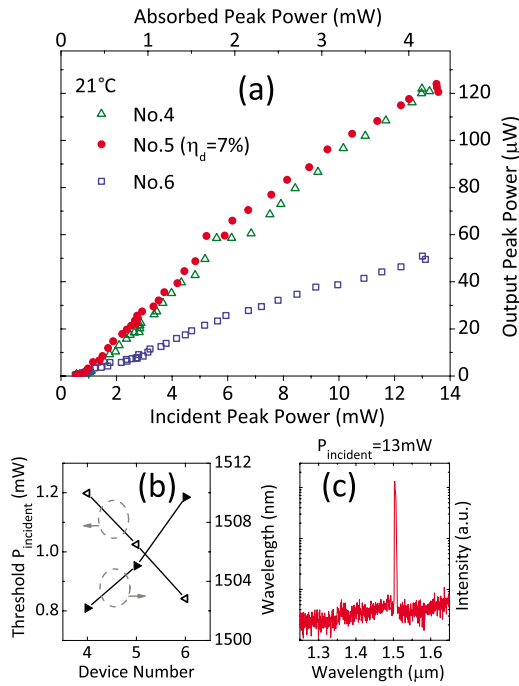 Absorbed Peak Power (mW)
0 1 2 3 4
21°C
(a)
No.4
No.5 (η_d=7%)
No.6
120
100
80
60
40
20
0
Output Peak Power (μW)
0 2 4 6 8 10 12 14
Incident Peak Power (mW)
P_incident=13mW
(b)
Threshold P_incident (mW)
1.2
1.0
0.8
1512
1508
1504
1500
Wavelength (nm)
4 5 6
Device Number
(c)
Intensity (a.u.)
1.3 1.4 1.5 1.6
Wavelength (μm)